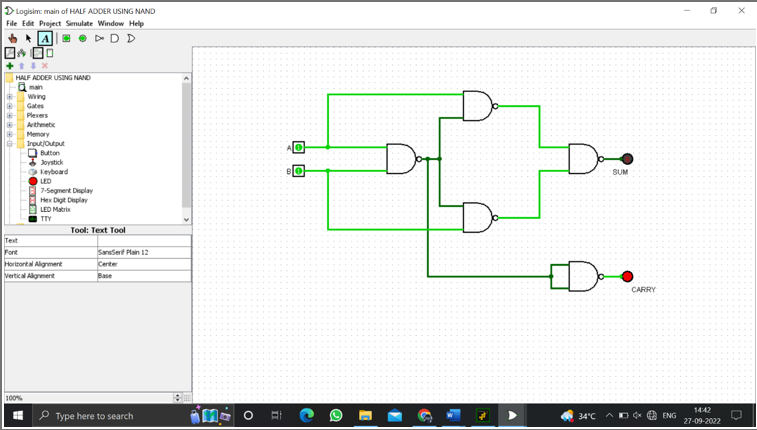 Logisim: main of HALF ADDER USING NAND
File Edit Project Simulate Window Help
A
HALF ADDER USING NAND
main
Wiring
Gates
Plexers
Arithmetic
Memory
Input/Output
Button
Joystick
Keyboard
LED
7-Segment Display
Hex Digit Display
LED Matrix
TTY
Tool: Text Tool
Text
Font SansSerif Plain 12
Horizontal Alignment Center
Vertical Alignment Base
100%
A 1
B 1
SUM
CARRY
Type here to search
34°C
ENG
14:42
27-09-2022